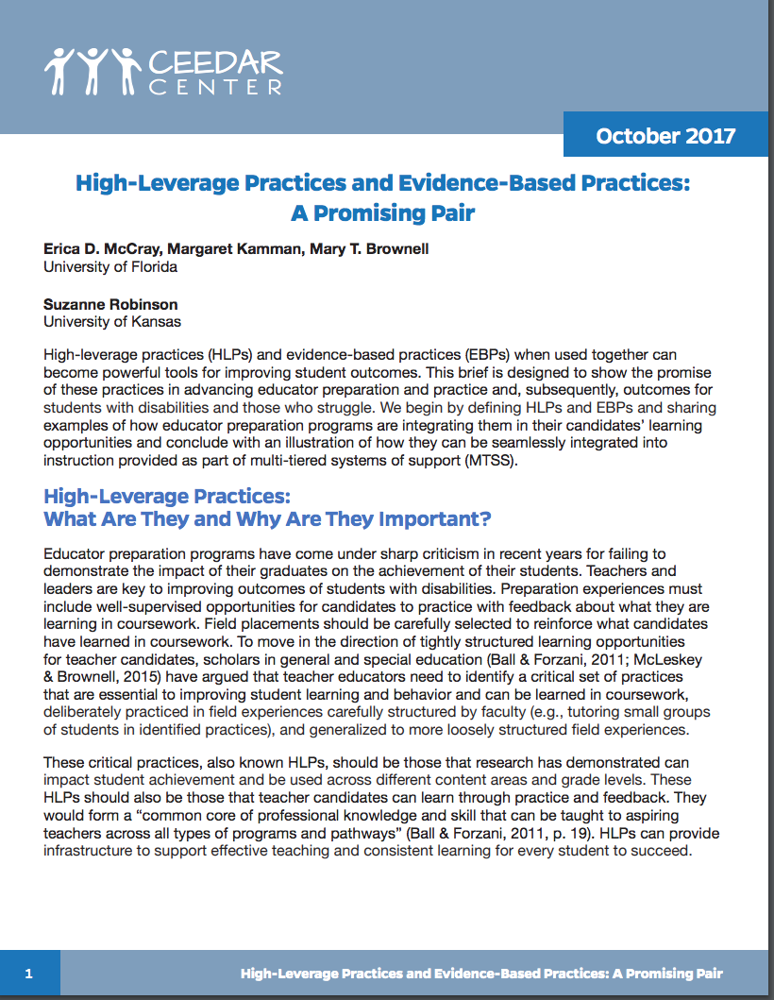 CEEDAR
CENTER
October 2017
High-Leverage Practices and Evidence-Based Practices:
A Promising Pair
Erica D. McCray, Margaret Kamman, Mary T. Brownell
University of Florida
Suzanne Robinson
University of Kansas
High-leverage practices (HLPs) and evidence-based practices (EBPs) when used together can
become powerful tools for improving student outcomes. This brief is designed to show the promise
of these practices in advancing educator preparation and practice and, subsequently, outcomes for
students with disabilities and those who struggle. We begin by defining HLPs and EBPs and sharing
examples of how educator preparation programs are integrating them in their candidates’ learning
opportunities and conclude with an illustration of how they can be seamlessly integrated into
instruction provided as part of multi-tiered systems of support (MTSS).
High-Leverage Practices:
What Are They and Why Are They Important?
Educator preparation programs have come under sharp criticism in recent years for failing to
demonstrate the impact of their graduates on the achievement of their students. Teachers and
leaders are key to improving outcomes of students with disabilities. Preparation experiences must
include well-supervised opportunities for candidates to practice with feedback about what they are
learning in coursework. Field placements should be carefully selected to reinforce what candidates
have learned in coursework. To move in the direction of tightly structured learning opportunities
for teacher candidates, scholars in general and special education (Ball & Forzani, 2011; McLeskey
& Brownell, 2015) have argued that teacher educators need to identify a critical set of practices
that are essential to improving student learning and behavior and can be learned in coursework,
deliberately practiced in field experiences carefully structured by faculty (e.g., tutoring small groups
of students in identified practices), and generalized to more loosely structured field experiences.
These critical practices, also known HLPs, should be those that research has demonstrated can
impact student achievement and be used across different content areas and grade levels. These
HLPs should also be those that teacher candidates can learn through practice and feedback. They
would form a “common core of professional knowledge and skill that can be taught to aspiring
teachers across all types of programs and pathways” (Ball & Forzani, 2011, p. 19). HLPs can provide
infrastructure to support effective teaching and consistent learning for every student to succeed.
1
High-Leverage Practices and Evidence-Based Practices: A Promising Pair